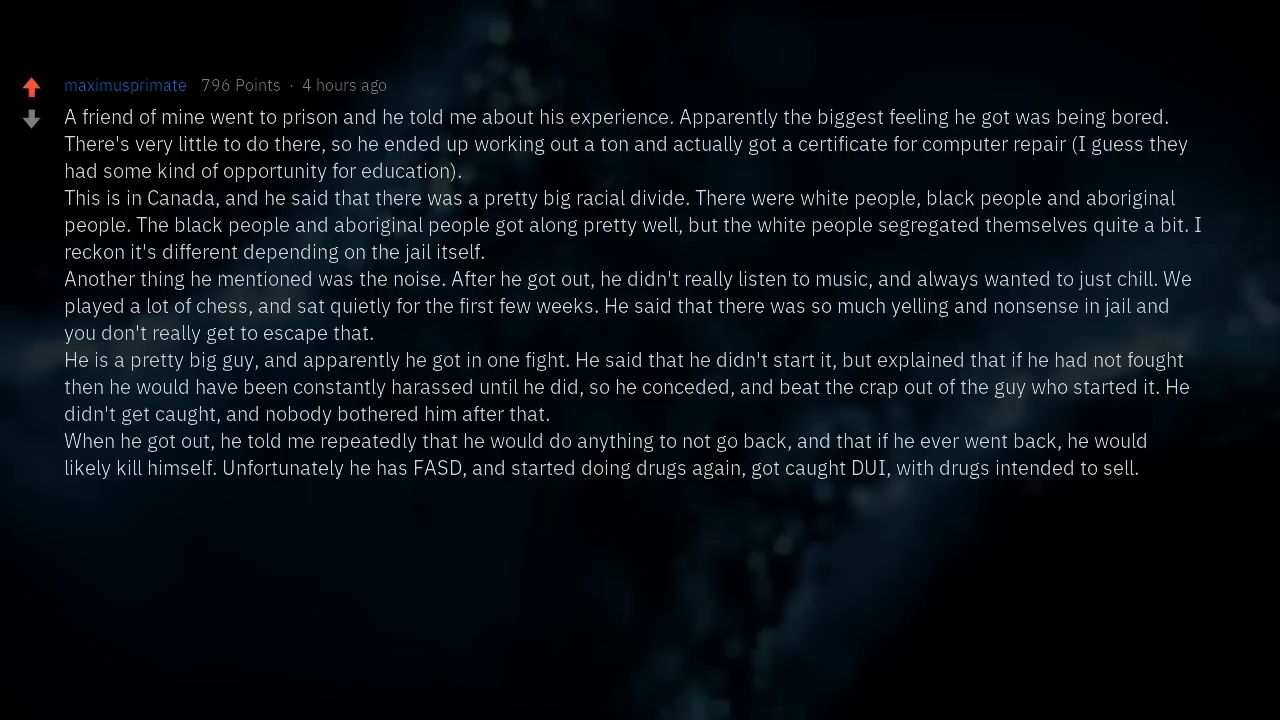 maximusprimate 796 Points · 4 hours ago
A friend of mine went to prison and he told me about his experience. Apparently the biggest feeling he got was being bored.
There's very little to do there, so he ended up working out a ton and actually got a certificate for computer repair (I guess they
had some kind of opportunity for education).
This is in Canada, and he said that there was a pretty big racial divide. There were white people, black people and aboriginal
people. The black people and aboriginal people got along pretty well, but the white people segregated themselves quite a bit. I
reckon it's different depending on the jail itself.
Another thing he mentioned was the noise. After he got out, he didn't really listen to music, and always wanted to just chill. We
played a lot of chess, and sat quietly for the first few weeks. He said that there was so much yelling and nonsense in jail and
you don't really get to escape that.
He is a pretty big guy, and apparently he got in one fight. He said that he didn't start it, but explained that if he had not fought
then he would have been constantly harassed until he did, so he conceded, and beat the crap out of the guy who started it. He
didn't get caught, and nobody bothered him after that.
When he got out, he told me repeatedly that he would do anything to not go back, and that if he ever went back, he would
likely kill himself. Unfortunately he has FASD, and started doing drugs again, got caught DUI, with drugs intended to sell.